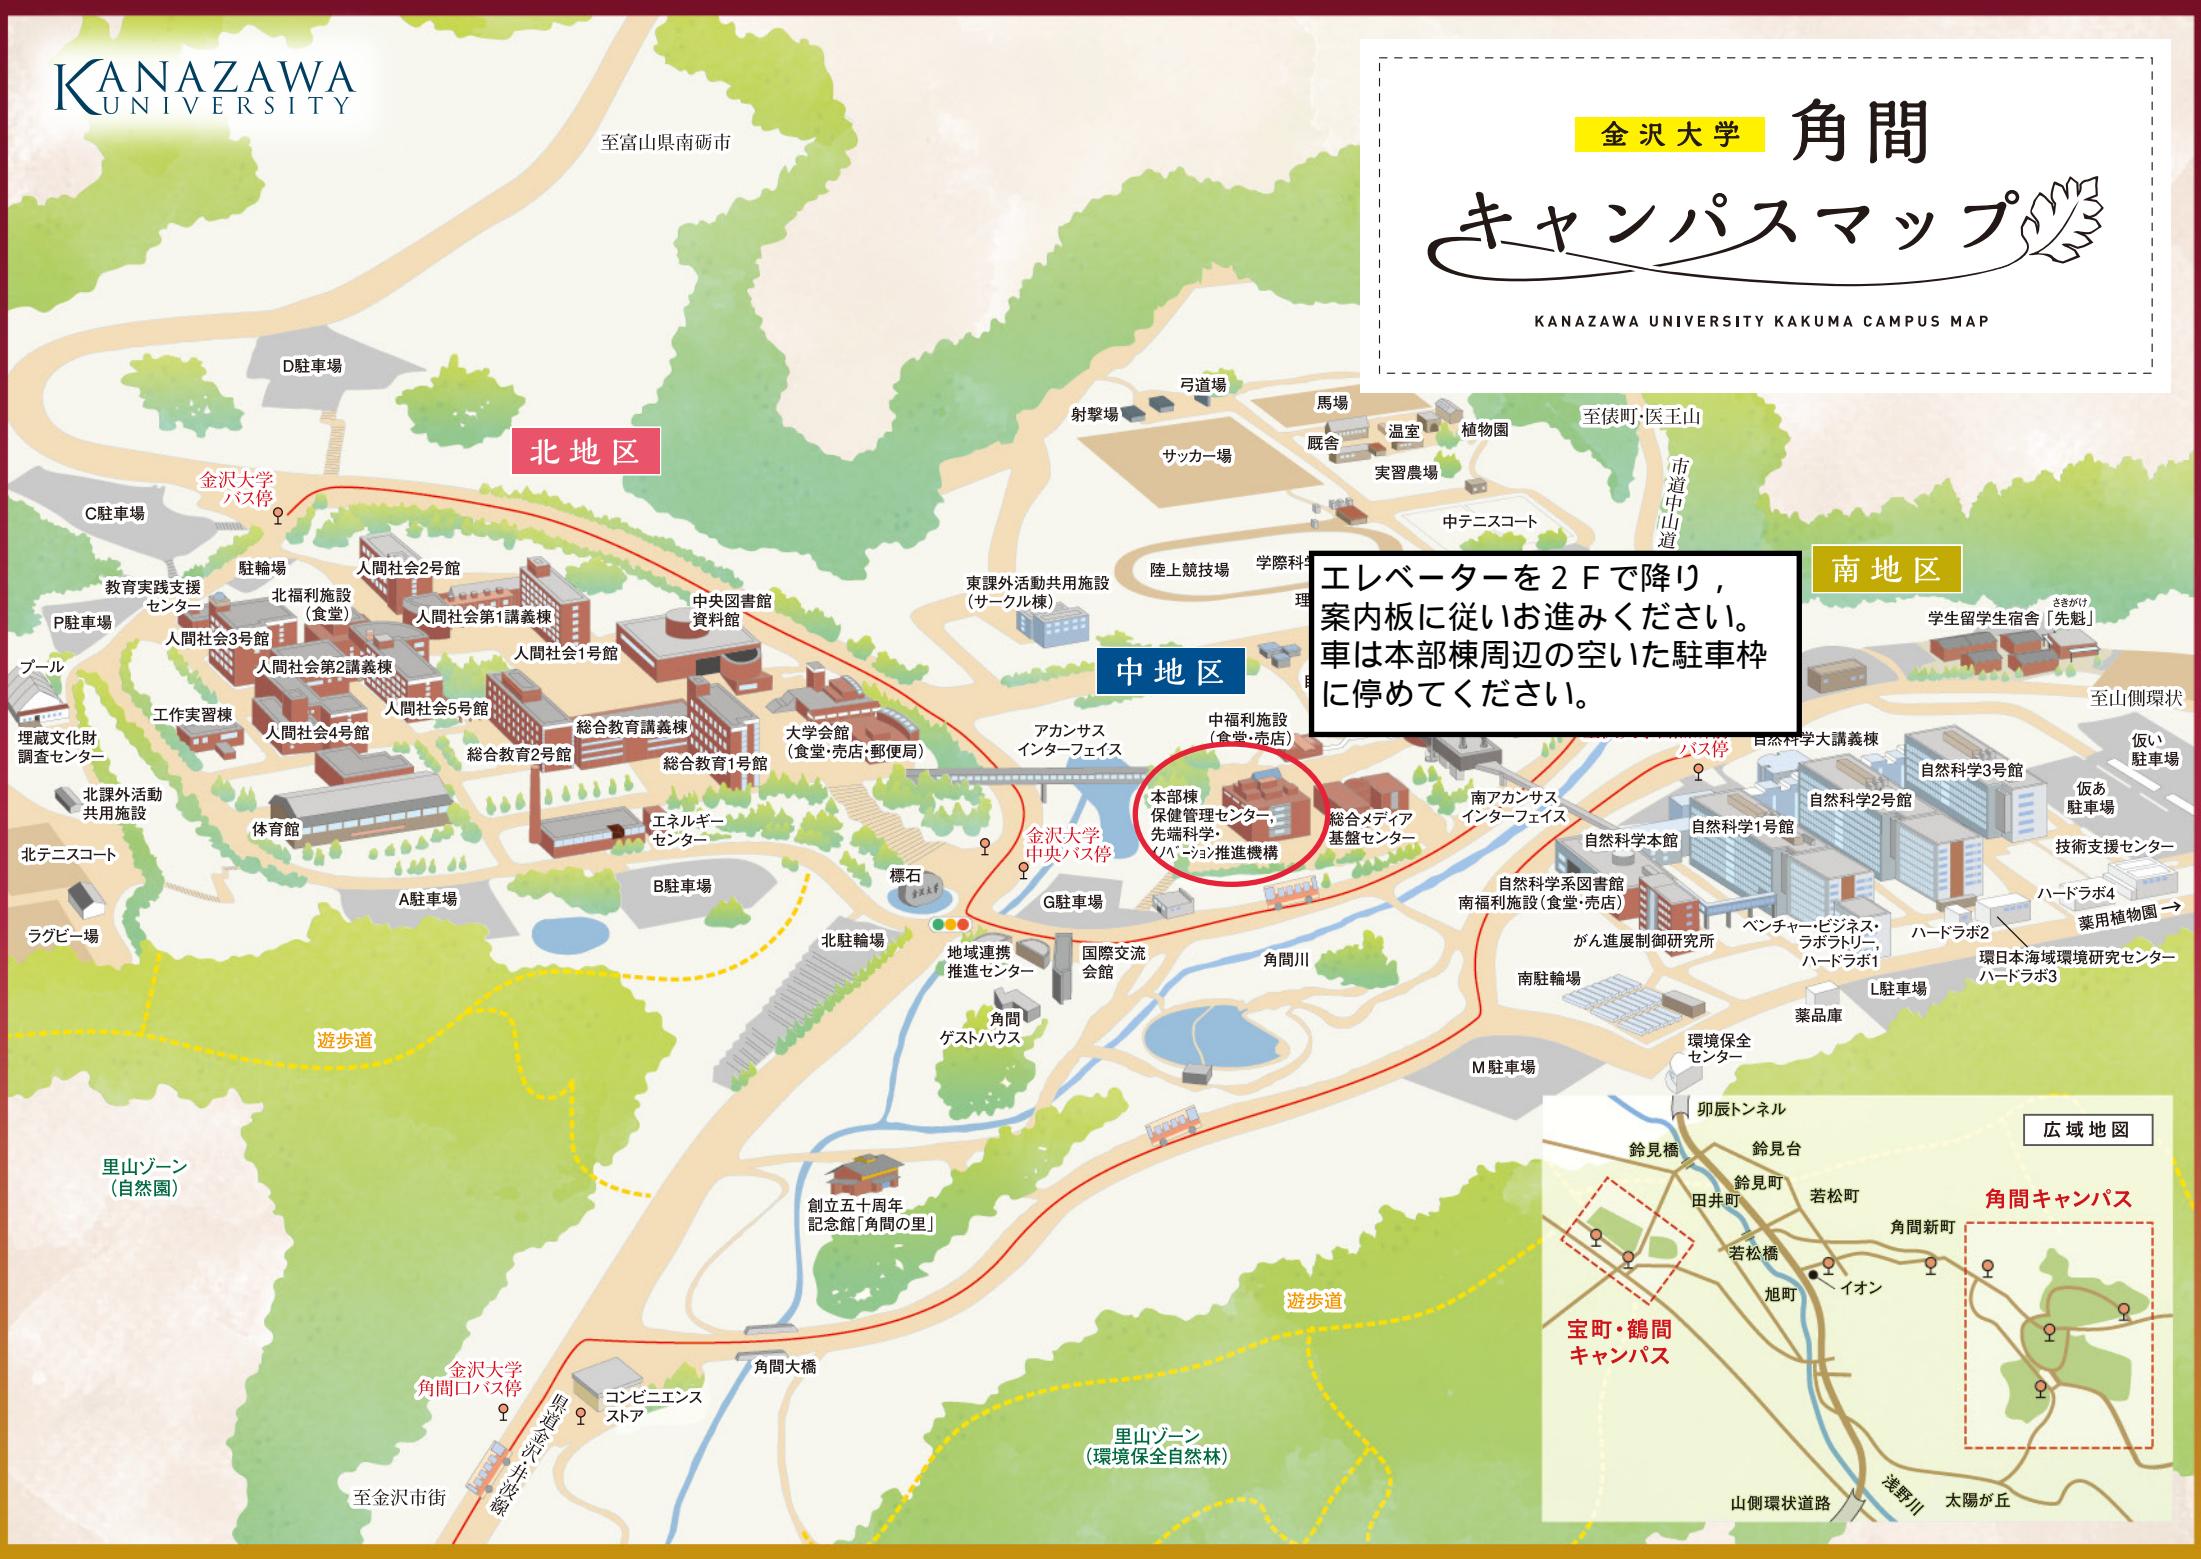 KANAZAWA
UNIVERSITY
金沢大学 角間
キャンパスマップ
KANAZAWA UNIVERSITY KAKUMA CAMPUS MAP
至富山県南砺市
D駐車場
弓道場
射撃場
馬場
厩舎
温室
植物園
至俵町・医王山
サッカー場
実習農場
北地区
市道中山道
金沢大学
バス停
C駐車場
中テニスコート
陸上競技場
学際科
理
エレベーターを2Fで降り，
案内板に従いお進みください。
車は本部棟周辺の空いた駐車枠
に停めてください。
南地区
さきがけ
学生留学生宿舎「先魁」
至山側環状
駐輪場
人間社会2号館
教育実践支援
センター
北福利施設
(食堂)
人間社会第1講義棟
中央図書館
資料館
東課外活動共用施設
(サークル棟)
P駐車場
人間社会3号館
人間社会1号館
人間社会第2講義棟
プール
中地区
工作実習棟
人間社会5号館
人間社会4号館
総合教育講義棟
総合教育2号館
総合教育1号館
大学会館
(食堂・売店・郵便局)
アカンサス
インターフェイス
中福利施設
(食堂・売店)
埋蔵文化財
調査センター
バス停
自然科学大講義棟
仮い
駐車場
自然科学3号館
仮あ
駐車場
自然科学2号館
北課外活動
共用施設
体育館
エネルギー
センター
本部棟
保健管理センター,
先端科学・
イノベーション推進機構
総合メディア
基盤センター
南アカンサス
インターフェイス
自然科学1号館
自然科学本館
技術支援センター
北テニスコート
金沢大学
中央バス停
標石
金沢大学
A駐車場
B駐車場
G駐車場
自然科学系図書館
南福利施設(食堂・売店)
ハードラボ4
薬用植物園→
ラグビー場
北駐輪場
地域連携
推進センター
国際交流
会館
角間川
がん進展制御研究所
ベンチャー・ビジネス・
ラボラトリー,
ハードラボ1
ハードラボ2
環日本海域環境研究センター
ハードラボ3
南駐輪場
L駐車場
薬品庫
角間
ゲストハウス
遊歩道
環境保全
センター
M駐車場
里山ゾーン
(自然園)
創立五十周年
記念館「角間の里」
広域地図
卯辰トンネル
鈴見橋
鈴見台
鈴見町
田井町
若松町
角間キャンパス
角間新町
若松橋
イオン
旭町
宝町・鶴間
キャンパス
山側環状道路
浅野川
太陽が丘
遊歩道
角間大橋
金沢大学
角間口バス停
コンビニエンス
ストア
県道金沢・井波線
至金沢市街
里山ゾーン
(環境保全自然林)